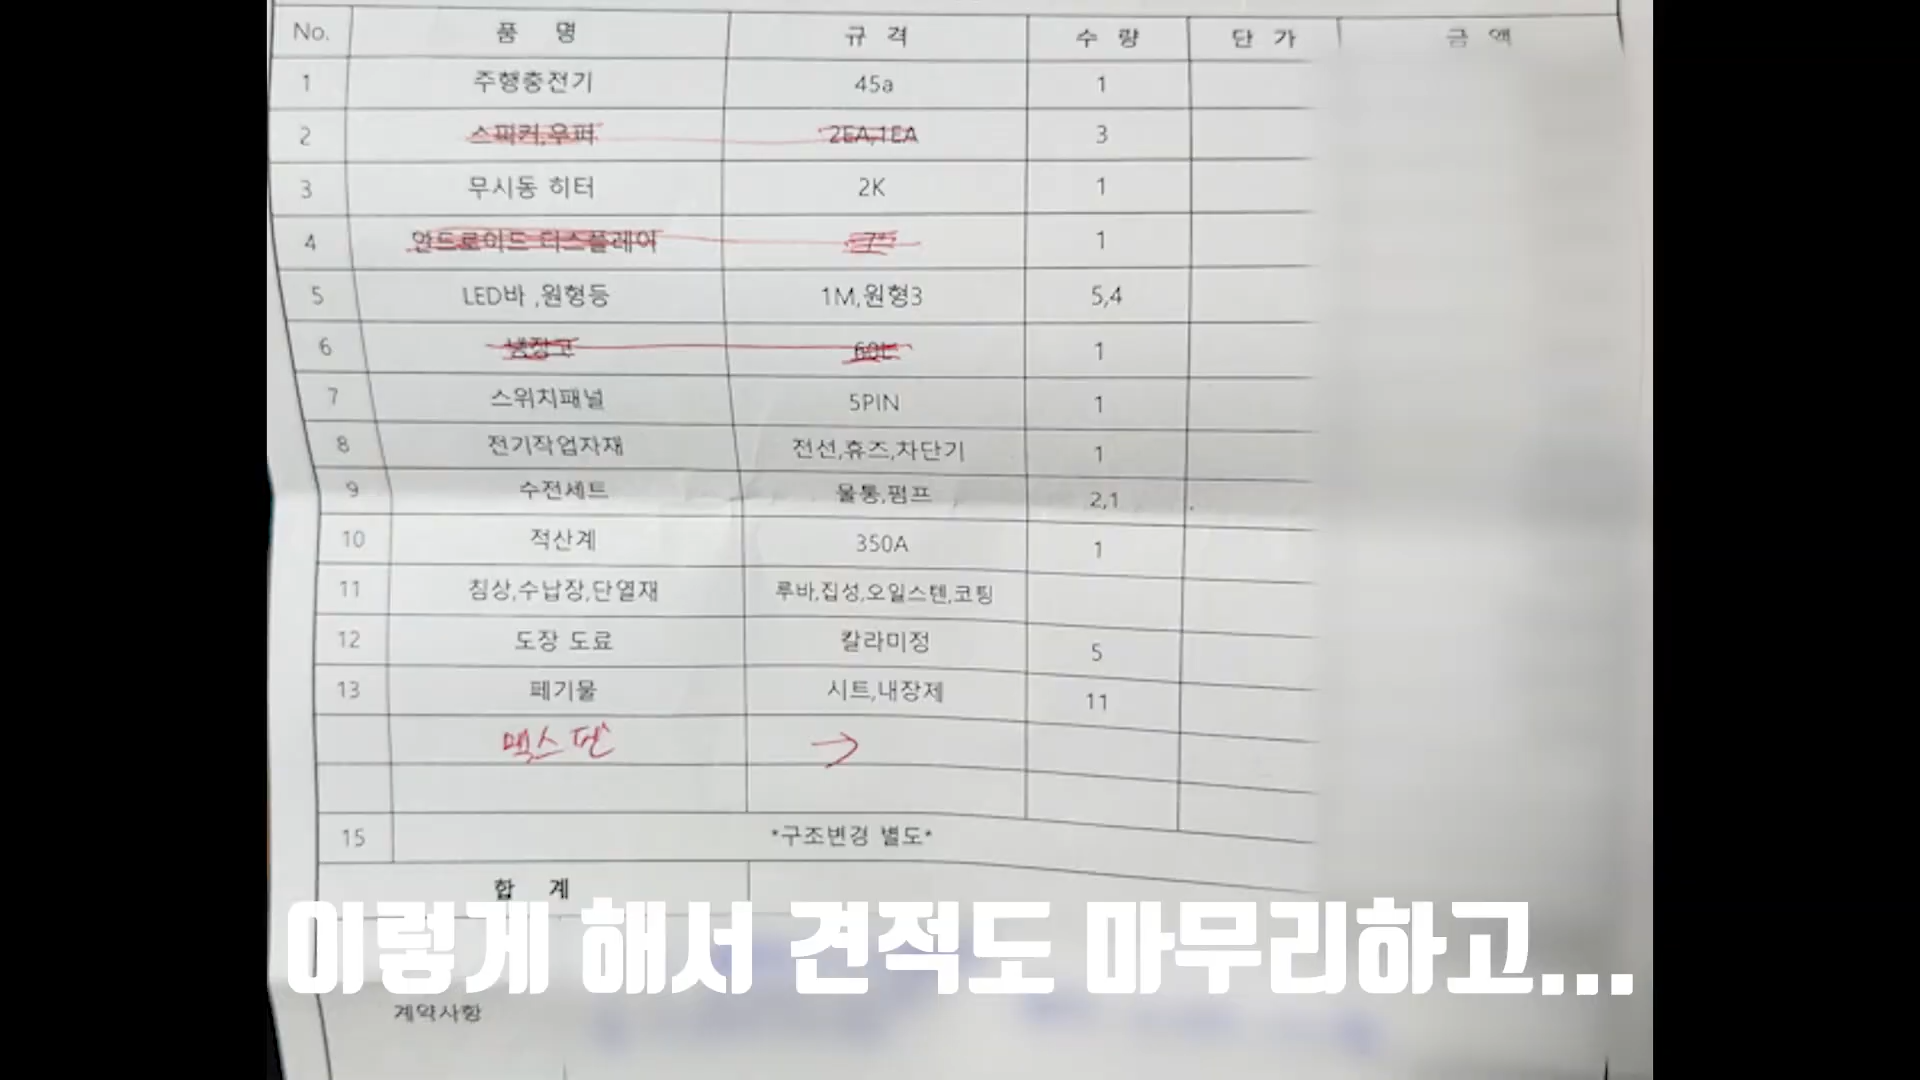 No. 품 명 규 격 수 량 단 가 금 액
1 주행충전기 45a 1
2 스피커,우퍼 2EA,1EA 3
3 무시동 히터 2K 1
4 안드로이드 디스플레이 7" 1
5 LED바 ,원형등 1M,원형3 5,4
6 냉장고 60L 1
7 스위치패널 5PIN 1
8 전기작업자재 전선,휴즈,차단기 1
9 수전세트 물통,펌프 2,1
10 적산계 350A 1
11 침상,수납장,단열재 루바,집성,오일스텐,코팅
12 도장 도료 칼라미정 5
13 페기물 시트,내장제 11
맥스팬 →
15 *구조변경 별도*
합 계
이렇게 해서 견적도 마무리하고...
계약사항